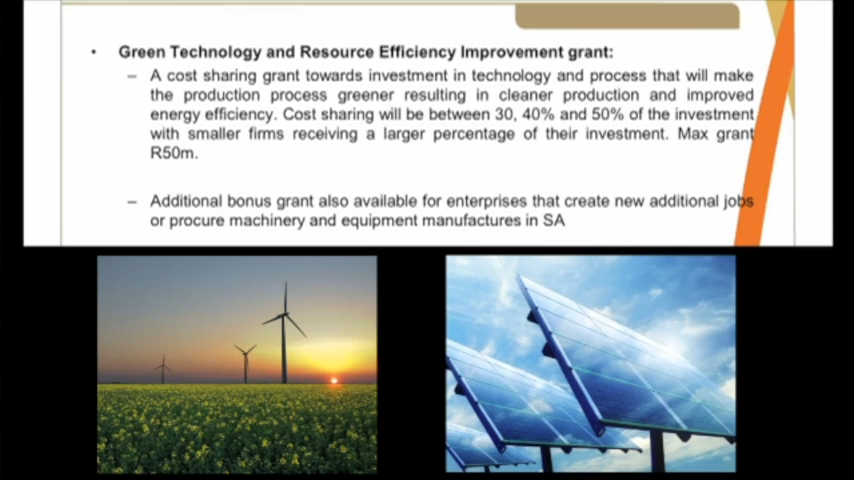 • Green Technology and Resource Efficiency Improvement grant:
– A cost sharing grant towards investment in technology and process that will make
the production process greener resulting in cleaner production and improved
energy efficiency. Cost sharing will be between 30, 40% and 50% of the investment
with smaller firms receiving a larger percentage of their investment. Max grant
R50m.
– Additional bonus grant also available for enterprises that create new additional jobs
or procure machinery and equipment manufactures in SA